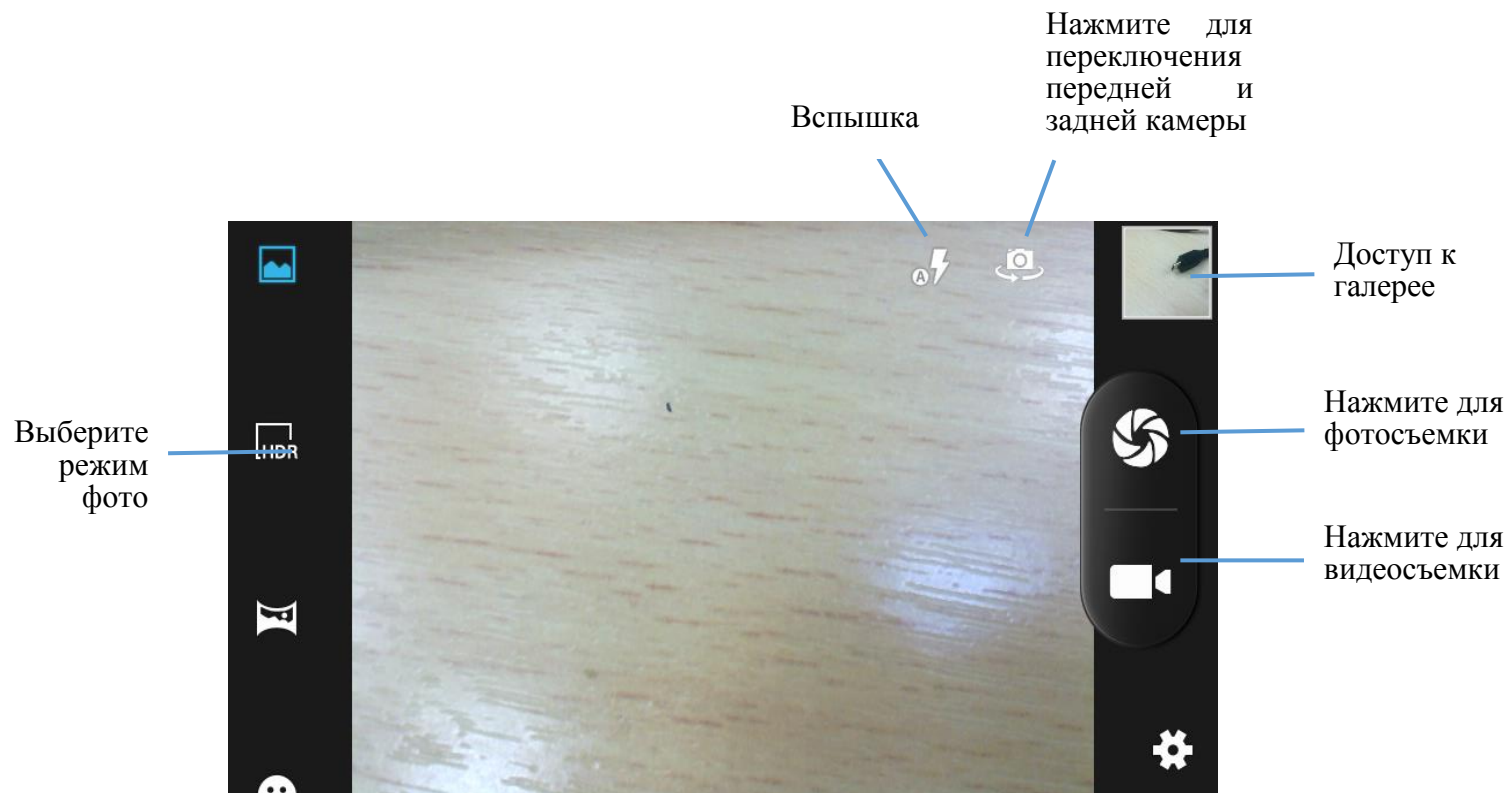 Нажмите для
переключения
передней и
задней камеры
Вспышка
A
Доступ к
галерее
Выберите
режим
фото
HDR
Нажмите для
фотосъемки
Нажмите для
видеосъемки